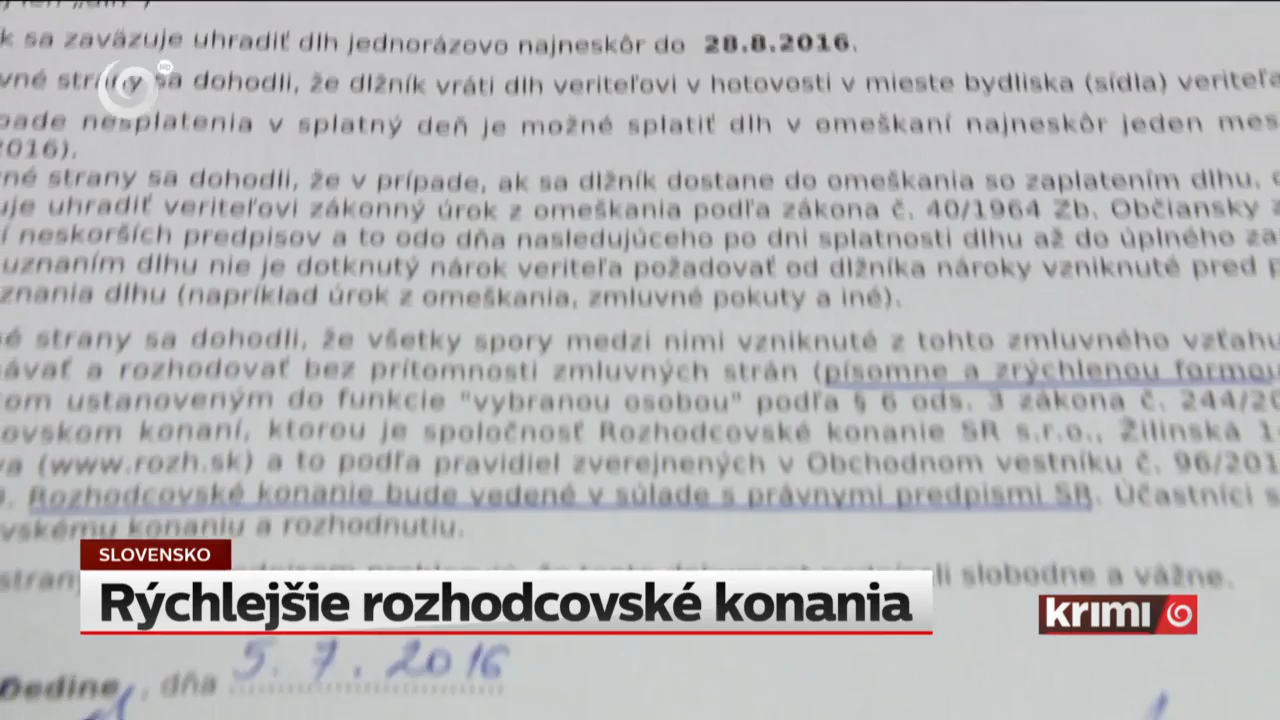 k sa zaväzuje uhradiť dlh jednorázovo najneskôr do 28.8.2016.
vné strany sa dohodli, že dlžník vráti dlh veriteľovi v hotovosti v mieste bydliska (sídla) veriteľa
pade nesplatenia v splatný deň je možné splatiť dlh v omeškaní najneskôr jeden mes
2016).
né strany sa dohodli, že v prípade, ak sa dlžník dostane do omeškania so zaplatením dlhu,
uje uhradiť veriteľovi zákonný úrok z omeškania podľa zákona č. 40/1964 Zb. Občiansky
í neskorších predpisov a to odo dňa nasledujúceho po dni splatnosti dlhu až do úplného za
uznaním dlhu nie je dotknutý nárok veriteľa požadovať od dlžníka nároky vzniknuté pred p
znania dlhu (napríklad úrok z omeškania, zmluvné pokuty a iné).
é strany sa dohodli, že všetky spory medzi nimi vzniknuté z tohto zmluvného vzťahu
ávať a rozhodovať bez prítomnosti zmluvných strán (písomne a zrýchlenou formou
om ustanoveným do funkcie "vybranou osobou" podľa § 6 ods. 3 zákona č. 244/20
ovskom konaní, ktorou je spoločnosť Rozhodcovské konanie SR s.r.o., Žilinská 1
va (www.rozh.sk) a to podľa pravidiel zverejnených v Obchodnom vestníku č. 96/201
9. Rozhodcovské konanie bude vedené v súlade s právnymi predpismi SR. Účastníci s
vskému konaniu a rozhodnutiu.
strany li slobodne a vážne.
SLOVENSKO
Rýchlejšie rozhodcovské konania
krimi
Dedine, dňa 5. 7. 2016